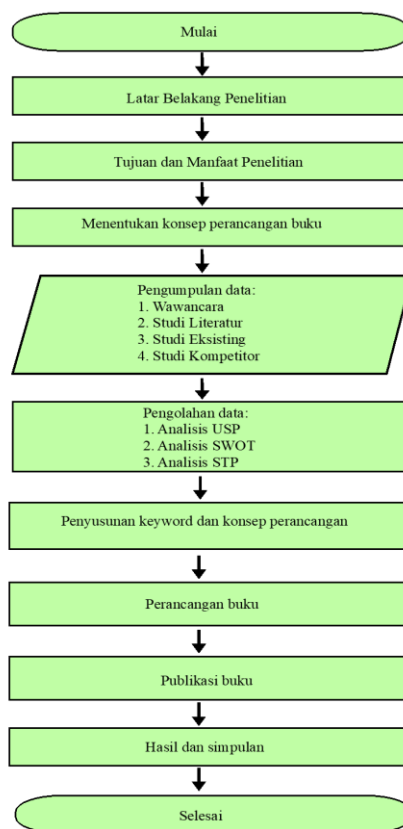 Mulai
Latar Belakang Penelitian
Tujuan dan Manfaat Penelitian
Menentukan konsep perancangan buku
Pengumpulan data:
1. Wawancara
2. Studi Literatur
3. Studi Eksisting
4. Studi Kompetitor
Pengolahan data:
1. Analisis USP
2. Analisis SWOT
3. Analisis STP
Penyusunan keyword dan konsep perancangan
Perancangan buku
Publikasi buku
Hasil dan simpulan
Selesai